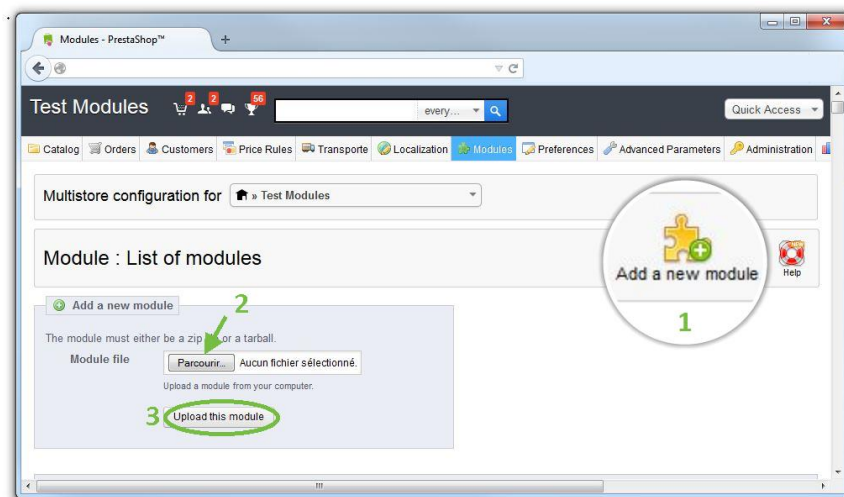 Modules - PrestaShop™
Test Modules
2
2
56
every...
Quick Access
Catalog
Orders
Customers
Price Rules
Transporte
Localization
Modules
Preferences
Advanced Parameters
Administration
Multistore configuration for
» Test Modules
Module : List of modules
Add a new module
1
Help
Add a new module
2
The module must either be a zip or a tarball.
Module file
Parcourir...
Aucun fichier sélectionné.
Upload a module from your computer.
3
Upload this module